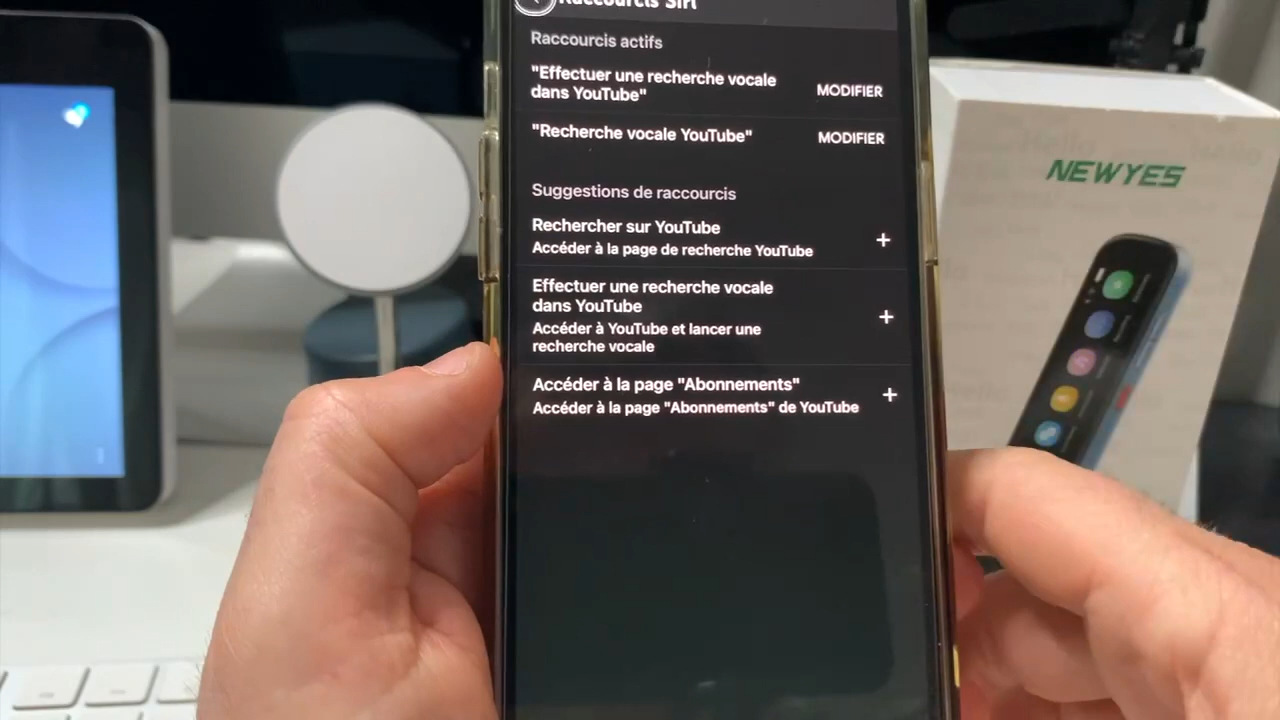 Raccourcis Siri
Raccourcis actifs
"Effectuer une recherche vocale
dans YouTube"
MODIFIER
"Recherche vocale YouTube"
MODIFIER
Suggestions de raccourcis
Rechercher sur YouTube
Accéder à la page de recherche YouTube
+
Effectuer une recherche vocale
dans YouTube
Accéder à YouTube et lancer une
recherche vocale
+
Accéder à la page "Abonnements"
Accéder à la page "Abonnements" de YouTube
+
NEWYES